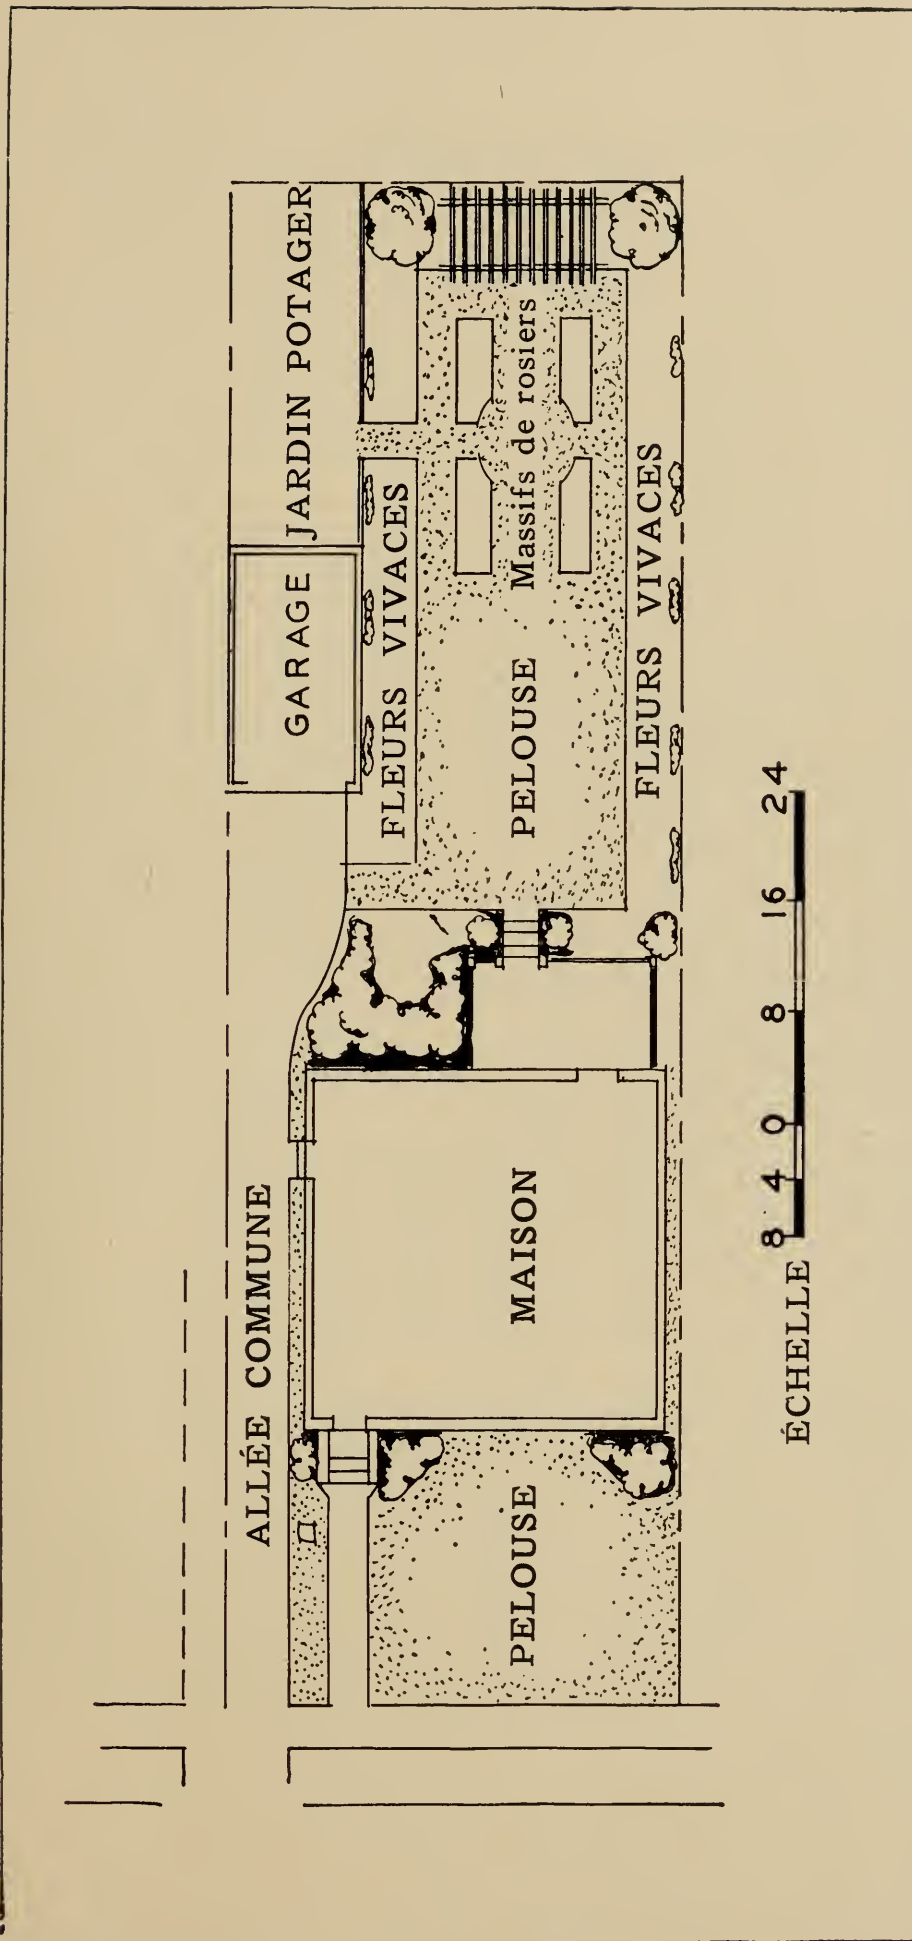 JARDIN POTAGER
GARAGE
FLEURS VIVACES
Massifs de rosiers
PELOUSE
FLEURS VIVACES
ALLÉE COMMUNE
MAISON
PELOUSE
ÉCHELLE
8 4 0 8 16 24